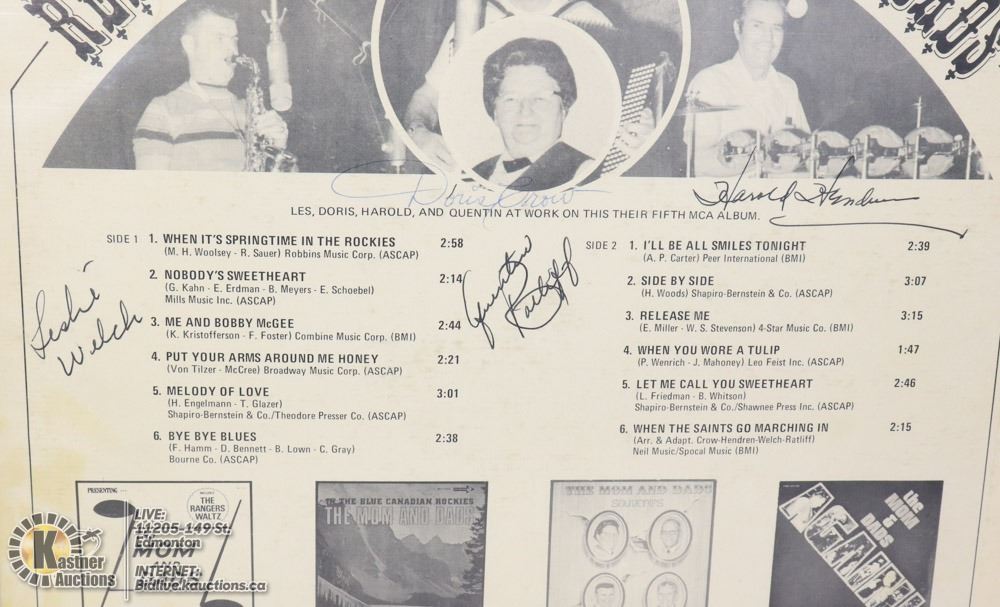 Doris Crow
Harold Hendren
LES, DORIS, HAROLD, AND QUENTIN AT WORK ON THIS THEIR FIFTH MCA ALBUM.
SIDE 1 1. WHEN IT'S SPRINGTIME IN THE ROCKIES 2:58
(M. H. Woolsey - R. Sauer) Robbins Music Corp. (ASCAP)
2. NOBODY'S SWEETHEART 2:14
(G. Kahn - E. Erdman - B. Meyers - E. Schoebel)
Mills Music Inc. (ASCAP)
3. ME AND BOBBY McGEE 2:44
(K. Kristofferson - F. Foster) Combine Music Corp. (BMI)
4. PUT YOUR ARMS AROUND ME HONEY 2:21
(Von Tilzer - McCree) Broadway Music Corp. (ASCAP)
5. MELODY OF LOVE 3:01
(H. Engelmann - T. Glazer)
Shapiro-Bernstein & Co./Theodore Presser Co. (ASCAP)
6. BYE BYE BLUES 2:38
(F. Hamm - D. Bennett - B. Lown - C. Gray)
Bourne Co. (ASCAP)
Leslie
Welch
Quentin
Ratliff
SIDE 2 1. I'LL BE ALL SMILES TONIGHT 2:39
(A. P. Carter) Peer International (BMI)
2. SIDE BY SIDE 3:07
(H. Woods) Shapiro-Bernstein & Co. (ASCAP)
3. RELEASE ME 3:15
(E. Miller - W. S. Stevenson) 4-Star Music Co. (BMI)
4. WHEN YOU WORE A TULIP 1:47
(P. Wenrich - J. Mahoney) Leo Feist Inc. (ASCAP)
5. LET ME CALL YOU SWEETHEART 2:46
(L. Friedman - B. Whitson)
Shapiro-Bernstein & Co./Shawnee Press Inc. (ASCAP)
6. WHEN THE SAINTS GO MARCHING IN 2:15
(Arr. & Adapt. Crow-Hendren-Welch-Ratliff)
Neil Music/Spocal Music (BMI)
PRESENTING ...
THE
RANGERS
WALTZ
MOM
AND
IN THE BLUE CANADIAN ROCKIES
THE MOM AND DADS
THE MOM AND DADS
SOUVENIRS
the MOM
& DADS
Kastner
Auctions
LIVE:
11205-149 St.
Edmonton
INTERNET:
Bidlive.kauctions.ca